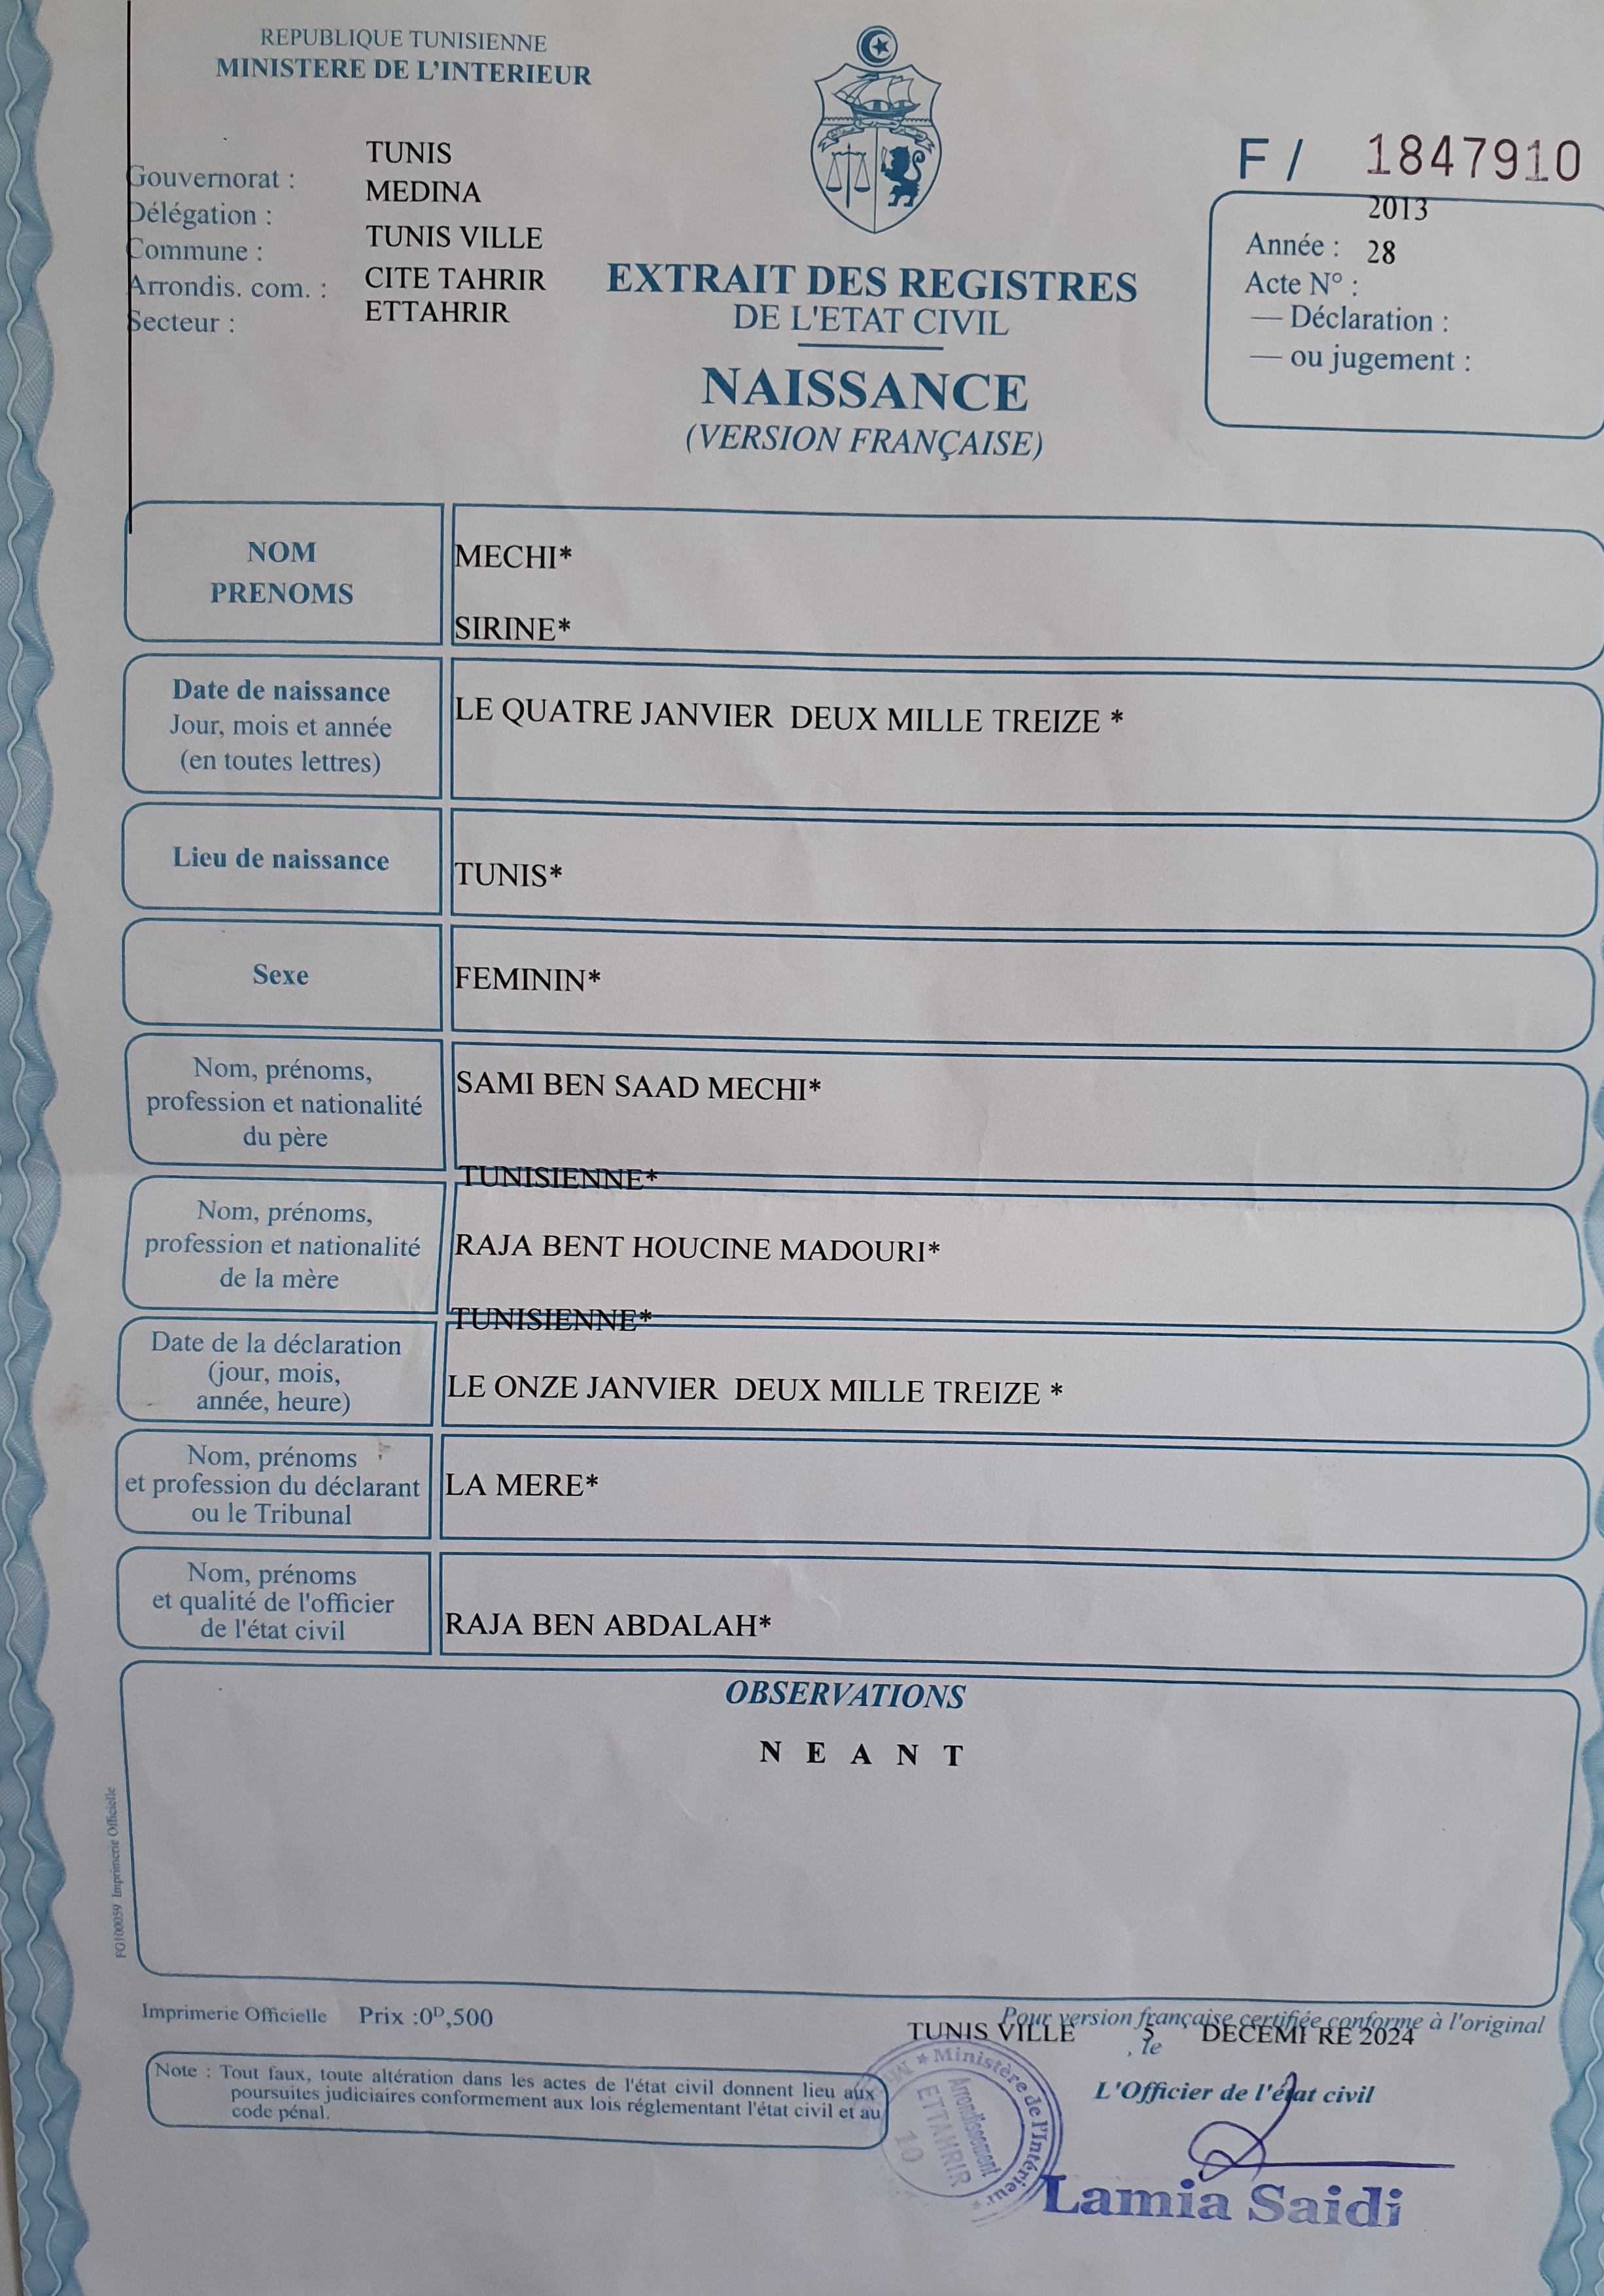 REPUBLIQUE TUNISIENNE
MINISTERE DE L'INTERIEUR
Gouvernorat : TUNIS
Délégation : MEDINA
Commune : TUNIS VILLE
Arrondis. com. : CITE TAHRIR
Secteur : ETTAHRIR
EXTRAIT DES REGISTRES
DE L'ETAT CIVIL
NAISSANCE
(VERSION FRANÇAISE)
F / 1847910
Année : 2013
Acte N° : 28
— Déclaration :
— ou jugement :
NOM
PRENOMS
MECHI*
SIRINE*
Date de naissance
Jour, mois et année
(en toutes lettres)
LE QUATRE JANVIER DEUX MILLE TREIZE *
Lieu de naissance
TUNIS*
Sexe
FEMININ*
Nom, prénoms,
profession et nationalité
du père
SAMI BEN SAAD MECHI*
TUNISIENNE*
Nom, prénoms,
profession et nationalité
de la mère
RAJA BENT HOUCINE MADOURI*
TUNISIENNE*
Date de la déclaration
(jour, mois,
année, heure)
LE ONZE JANVIER DEUX MILLE TREIZE *
Nom, prénoms
et profession du déclarant
ou le Tribunal
LA MERE*
Nom, prénoms
et qualité de l'officier
de l'état civil
RAJA BEN ABDALAH*
OBSERVATIONS
N E A N T
FG100059 Imprimerie Officielle
Imprimerie Officielle Prix :0ᴰ,500
Pour version française certifiée conforme à l'original
TUNIS VILLE , le 5 DECEMI RE 2024
Note : Tout faux, toute altération dans les actes de l'état civil donnent lieu aux
poursuites judiciaires conformement aux lois réglementant l'état civil et au
code pénal.
L'Officier de l'état civil
* Ministère de l'Intérieur *
Arrondissement
ETTAHRIR
10
Lamia Saidi